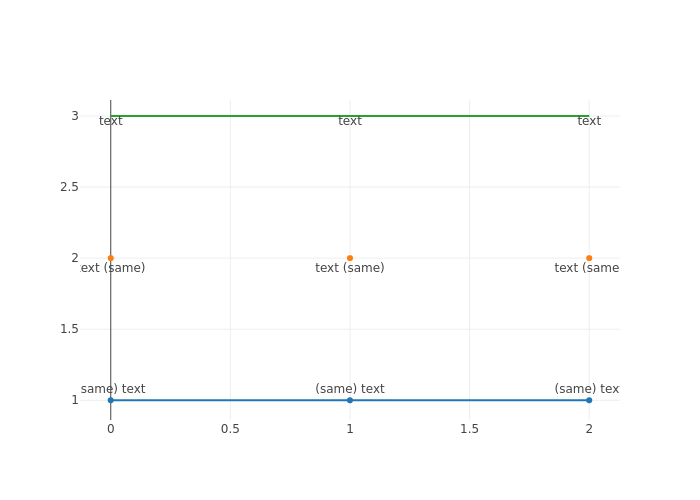 3
text text text
2.5
2
ext (same) text (same) text (same
1.5
same) text (same) text (same) tex
1
0 0.5 1 1.5 2